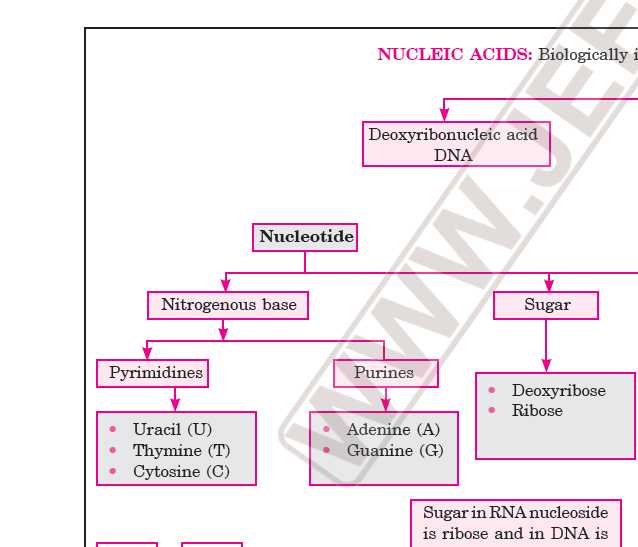 NUCLEIC ACIDS: Biologically i
Deoxyribonucleic acid
DNA
Nucleotide
Nitrogenous base
Sugar
Pyrimidines
Purines
• Deoxyribose
• Ribose
• Uracil (U)
• Thymine (T)
• Cytosine (C)
• Adenine (A)
• Guanine (G)
Sugar in RNA nucleoside
is ribose and in DNA is
WWW.JEE